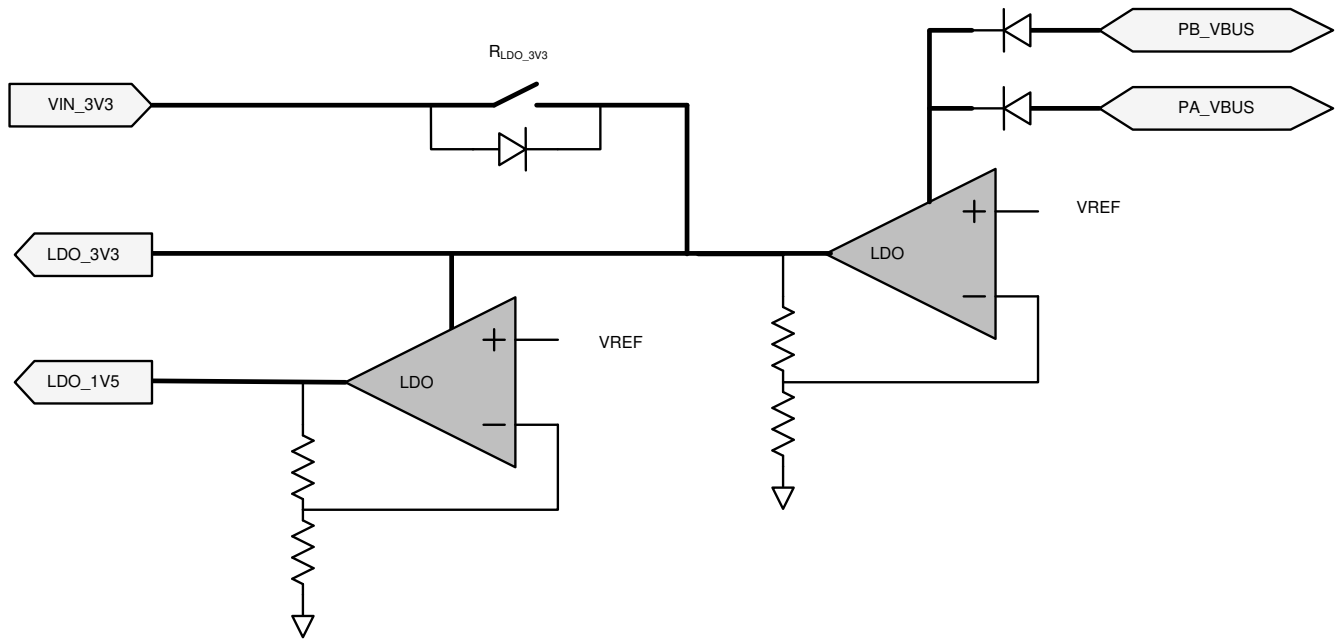 PB_VBUS
RLDO_3V3
VIN_3V3
PA_VBUS
VREF
LDO_3V3
LDO
VREF
LDO_1V5
LDO